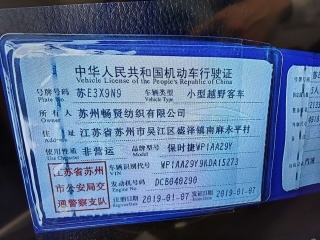 中华人民共和国机动车行驶证
Vehicle License of the People's Republic of China
号牌号码 苏E3X9N9 车辆类型 小型越野客车
Plate No. Vehicle Type
所有人 苏州畅贤纺织有限公司
Owner
住址 江苏省苏州市吴江区盛泽镇南麻永平村
Address
使用性质 非营运 品牌型号 保时捷WP1AA29Y
Use Character Model
江苏省苏州 车辆识别代号 WP1AA29Y9KDA15273
VIN
市公安局交 发动机号码 DCB040290
Engine No.
通警察支队 注册日期 2019-01-07 发证日期 2019-01-07
Register Date Issue Date